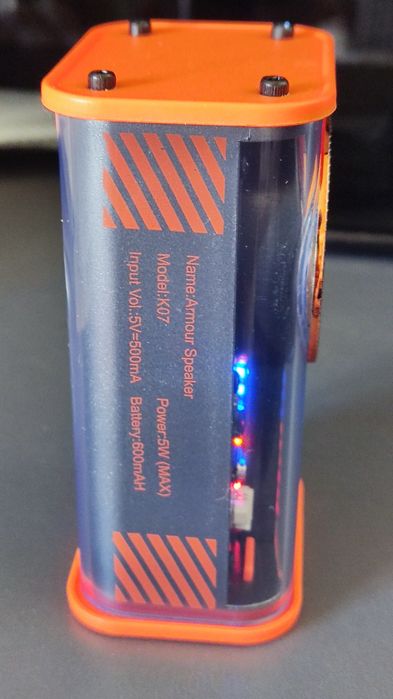 Name:Armour Speaker
Model:K07 Power:5W (MAX)
Input Vol.:5V=500mA Battery:600mAH